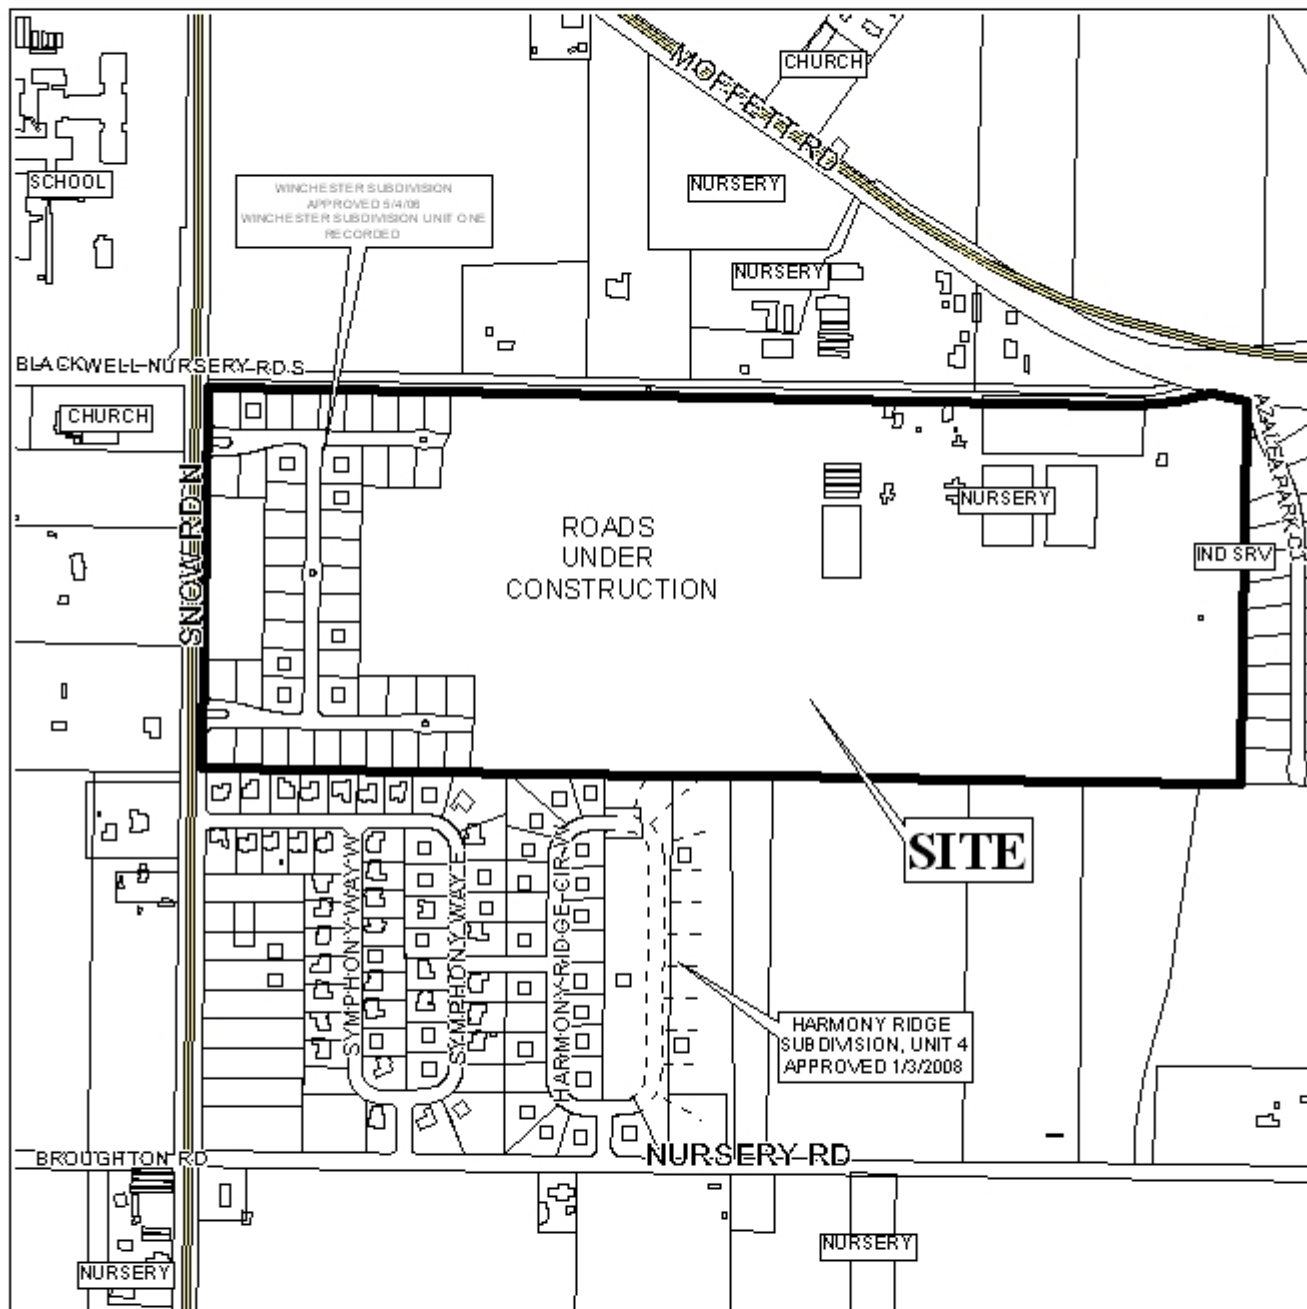 MOFFETT RD
CHURCH
SCHOOL
WINCHESTER SUBDIVISION
APPROVED 5/4/06
WINCHESTER SUBDIVISION UNIT ONE
RECORDED
NURSERY
NURSERY
BLACKWELL NURSERY RD S
CHURCH
AZALEA PARK CT
SNOW RD N
NURSERY
ROADS
UNDER
CONSTRUCTION
IND SRV
SITE
SYMPHONY WAY W
SYMPHONY WAY E
HARMONY RIDGE CIR W
HARMONY RIDGE
SUBDIVISION, UNIT 4
APPROVED 1/3/2008
BROUGHTON RD
NURSERY RD
NURSERY
NURSERY